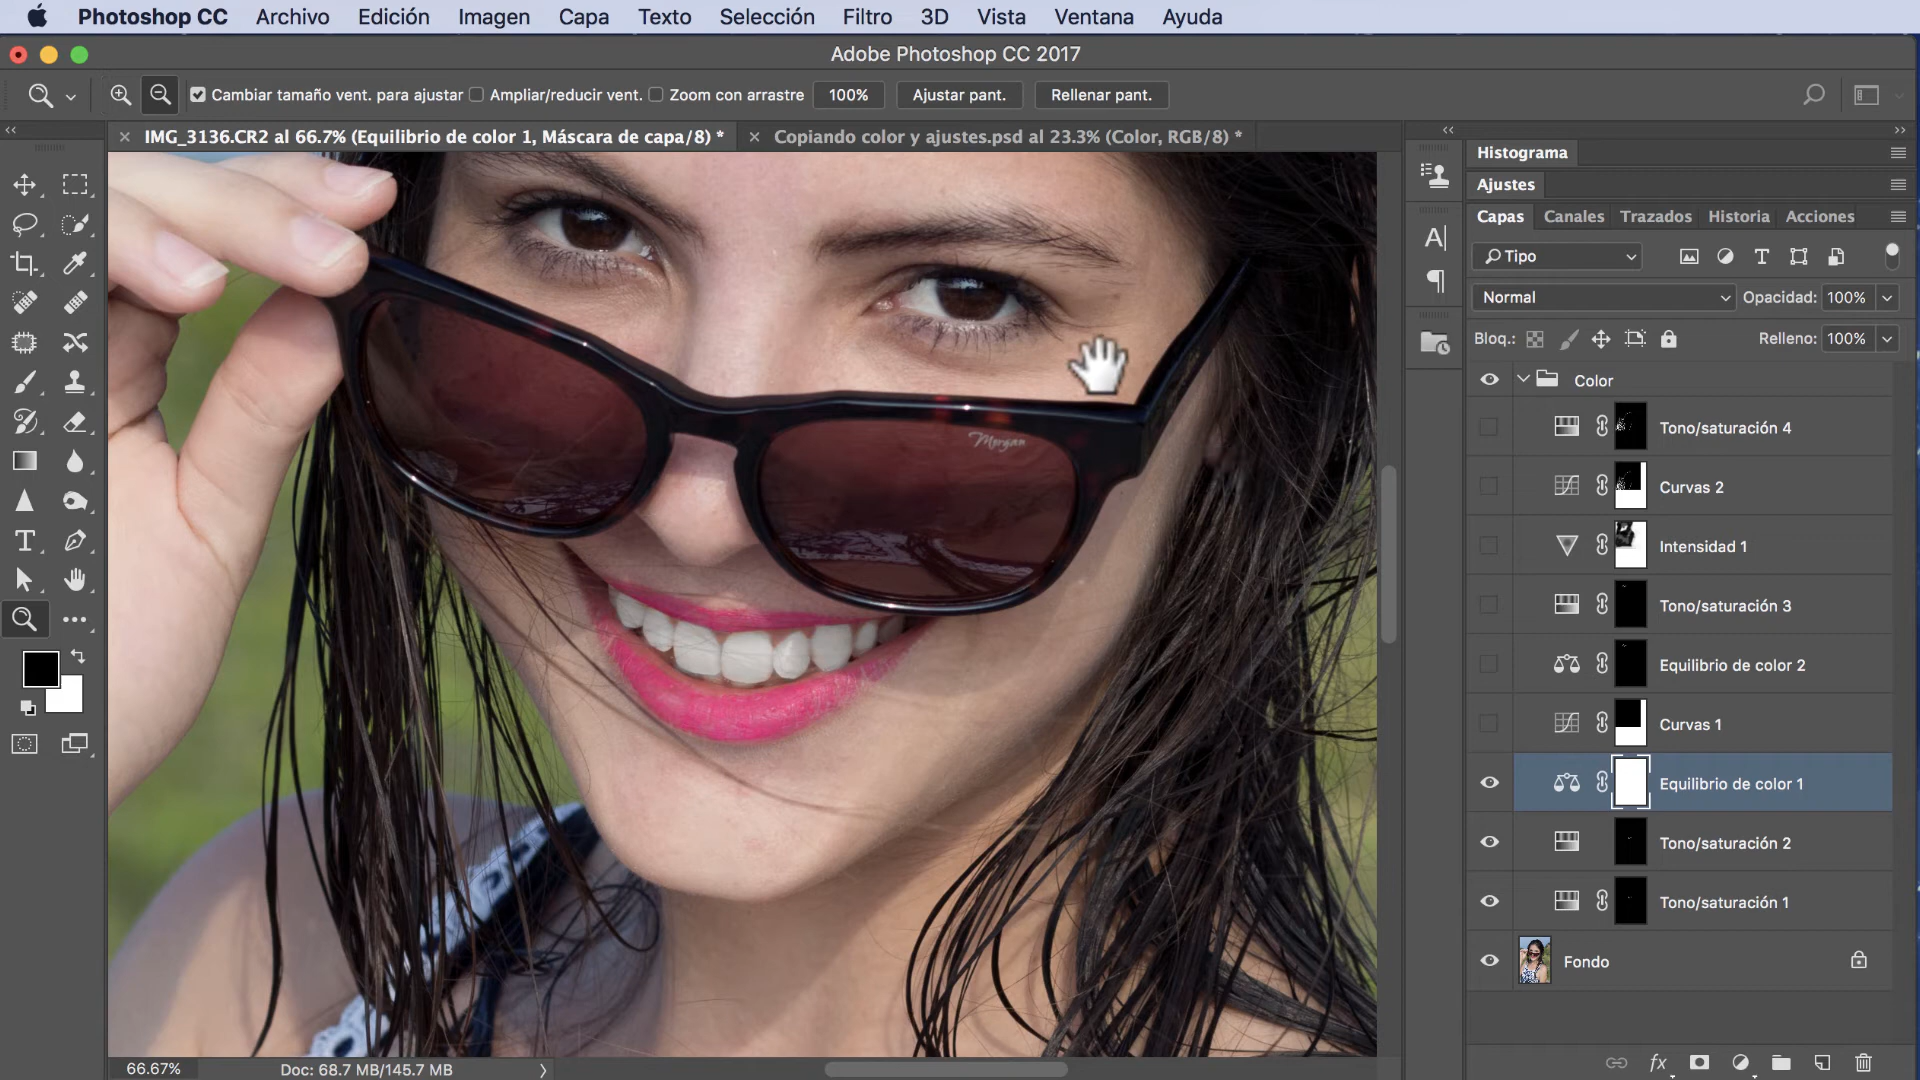 Photoshop CC Archivo Edición Imagen Capa Texto Selección Filtro 3D Vista Ventana Ayuda
Adobe Photoshop CC 2017
Cambiar tamaño vent. para ajustar Ampliar/reducir vent. Zoom con arrastre 100% Ajustar pant. Rellenar pant.
IMG_3136.CR2 al 66.7% (Equilibrio de color 1, Máscara de capa/8) * Copiando color y ajustes.psd al 23.3% (Color, RGB/8) *
Histograma
Ajustes
Capas Canales Trazados Historia Acciones
Tipo
Normal Opacidad: 100%
Bloq.: Relleno: 100%
Color
Tono/saturación 4
Curvas 2
Intensidad 1
Tono/saturación 3
Equilibrio de color 2
Curvas 1
Equilibrio de color 1
Tono/saturación 2
Tono/saturación 1
Fondo
Morgan
66.67% Doc: 68.7 MB/145.7 MB
fx